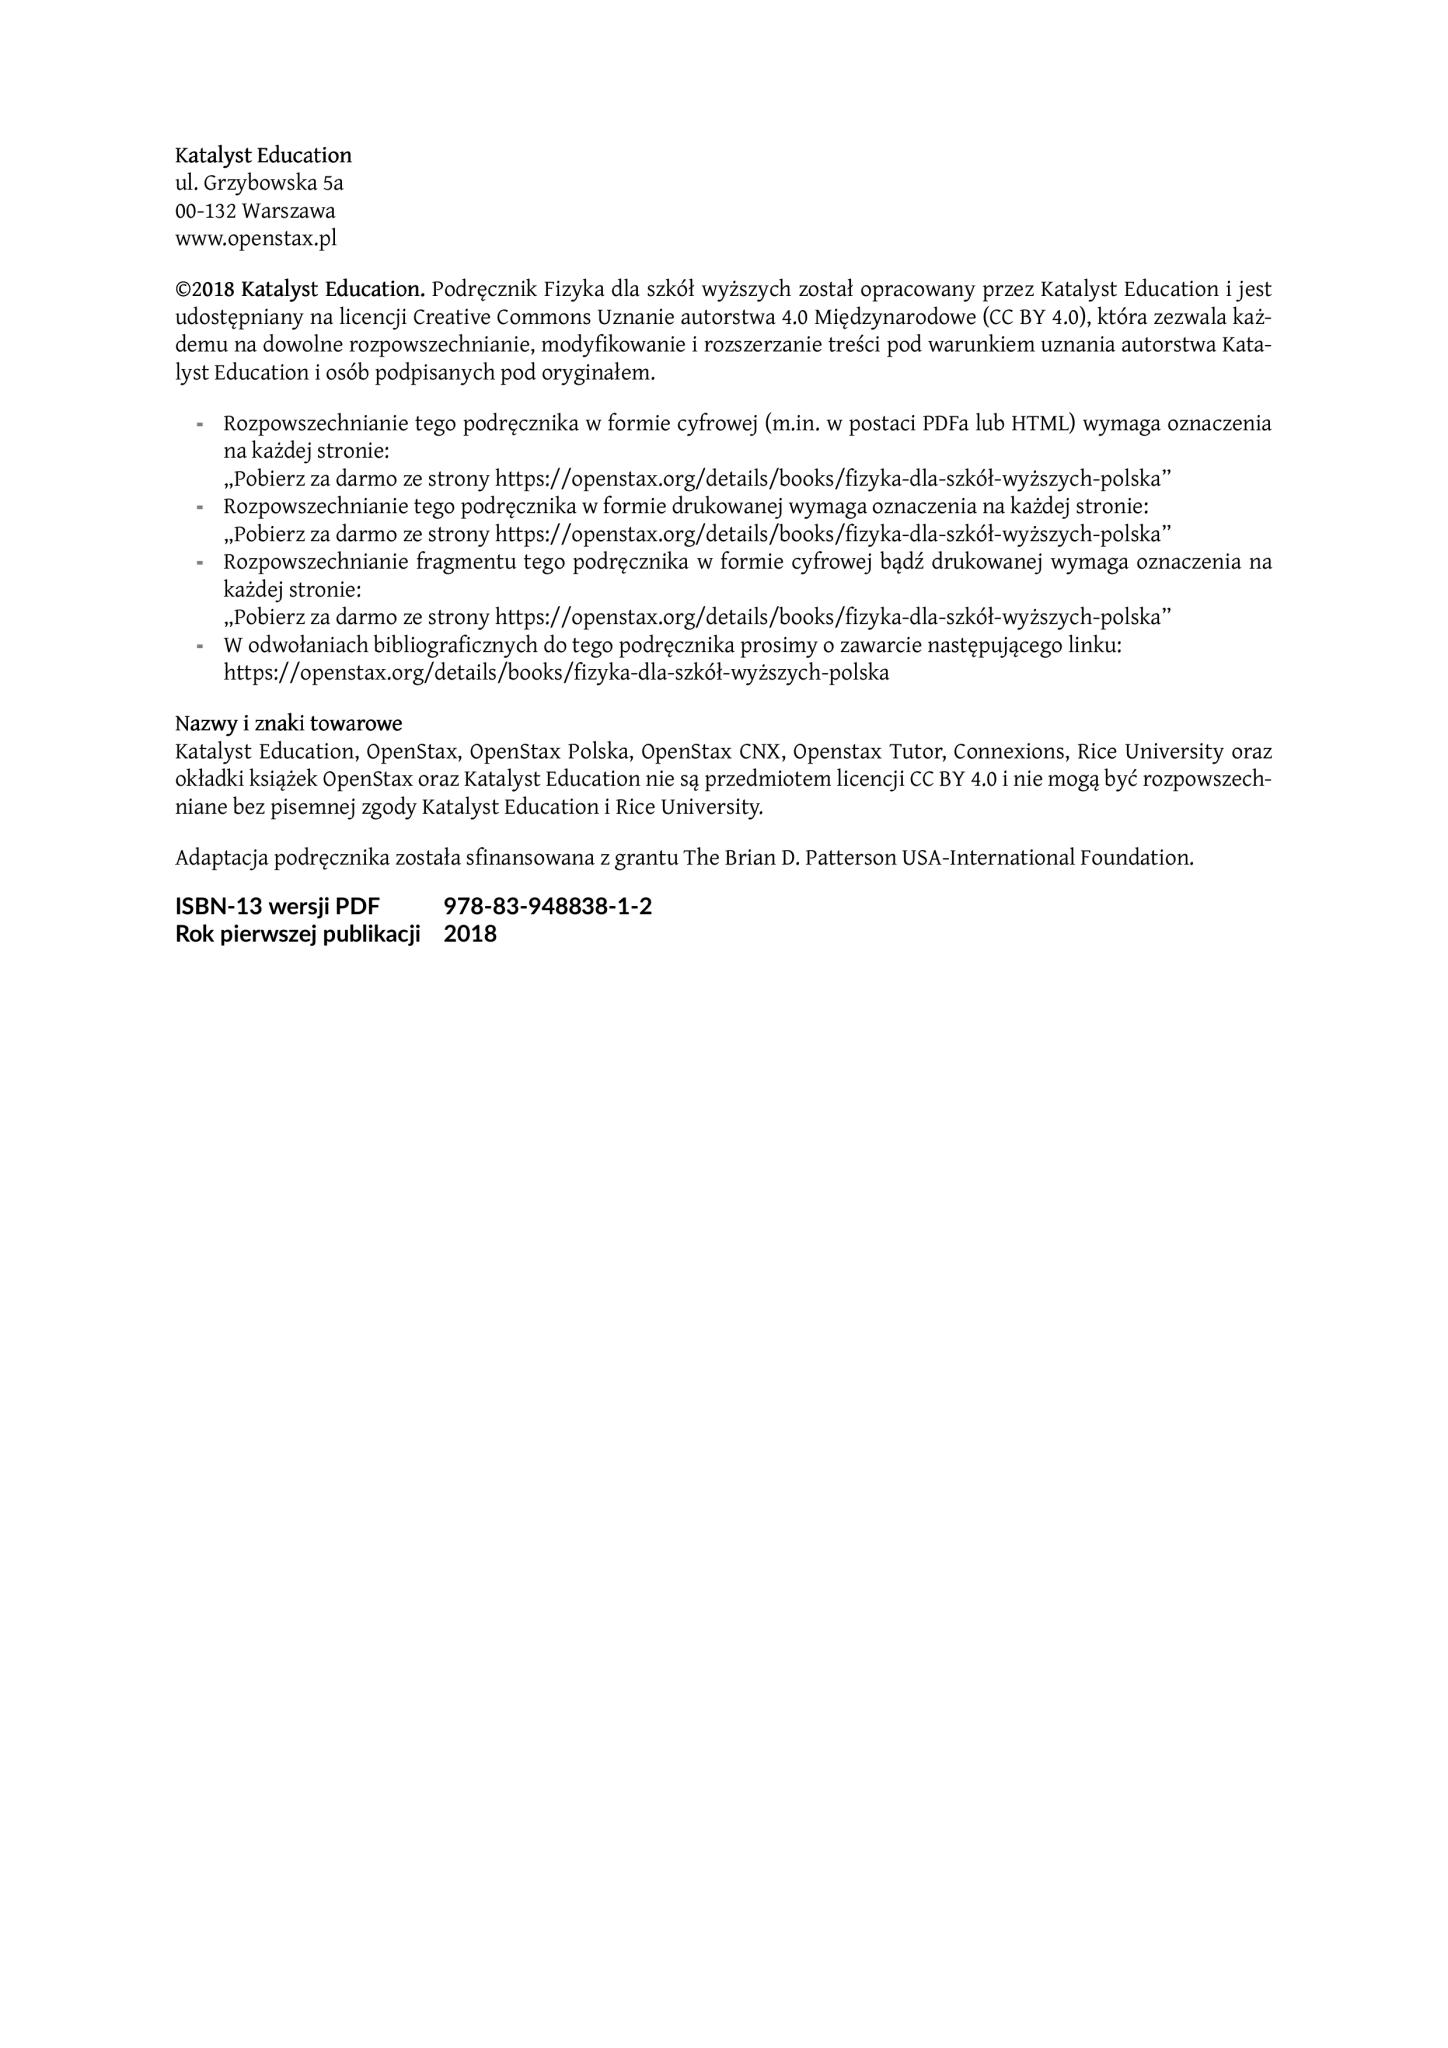 Katalyst Education
ul. Grzybowska 5a
00-132 Warszawa
www.openstax.pl
©2018 Katalyst Education. Podręcznik Fizyka dla szkół wyższych został opracowany przez Katalyst Education i jest
udostępniany na licencji Creative Commons Uznanie autorstwa 4.0 Międzynarodowe (CC BY 4.0), która zezwala każ-
demu na dowolne rozpowszechnianie, modyfikowanie i rozszerzanie treści pod warunkiem uznania autorstwa Kata-
lyst Education i osób podpisanych pod oryginałem.
- Rozpowszechnianie tego podręcznika w formie cyfrowej (m.in. w postaci PDFa lub HTML) wymaga oznaczenia
na każdej stronie:
„Pobierz za darmo ze strony https://openstax.org/details/books/fizyka-dla-szkół-wyższych-polska”
- Rozpowszechnianie tego podręcznika w formie drukowanej wymaga oznaczenia na każdej stronie:
„Pobierz za darmo ze strony https://openstax.org/details/books/fizyka-dla-szkół-wyższych-polska”
- Rozpowszechnianie fragmentu tego podręcznika w formie cyfrowej bądź drukowanej wymaga oznaczenia na
każdej stronie:
„Pobierz za darmo ze strony https://openstax.org/details/books/fizyka-dla-szkół-wyższych-polska”
- W odwołaniach bibliograficznych do tego podręcznika prosimy o zawarcie następującego linku:
https://openstax.org/details/books/fizyka-dla-szkół-wyższych-polska
Nazwy i znaki towarowe
Katalyst Education, OpenStax, OpenStax Polska, OpenStax CNX, Openstax Tutor, Connexions, Rice University oraz
okładki książek OpenStax oraz Katalyst Education nie są przedmiotem licencji CC BY 4.0 i nie mogą być rozpowszech-
niane bez pisemnej zgody Katalyst Education i Rice University.
Adaptacja podręcznika została sfinansowana z grantu The Brian D. Patterson USA-International Foundation.
ISBN-13 wersji PDF 978-83-948838-1-2
Rok pierwszej publikacji 2018